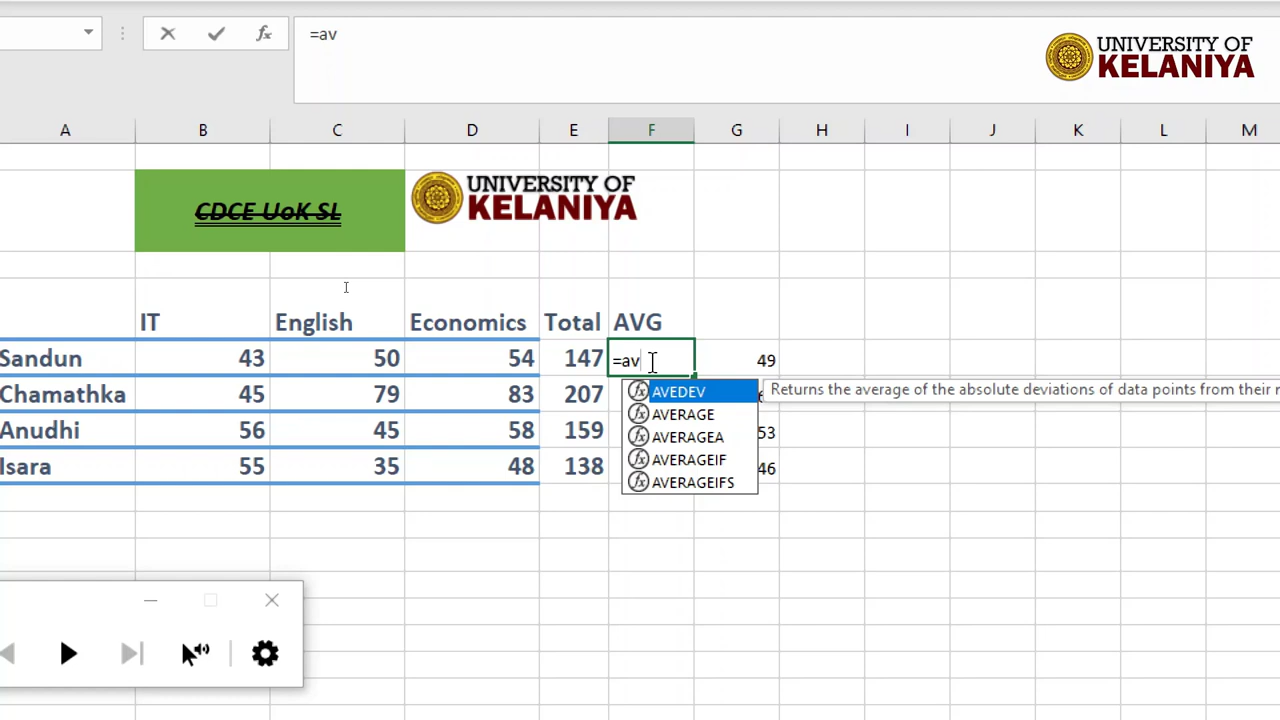 =av
UNIVERSITY OF
KELANIYA
A B C D E F G H I J K L M
CDCE UoK SL
UNIVERSITY OF
KELANIYA
IT English Economics Total AVG
Sandun 43 50 54 147 =av 49
Chamathka 45 79 83 207
Anudhi 56 45 58 159 53
Isara 55 35 48 138 46
AVEDEV
Returns the average of the absolute deviations of data points from their
AVERAGE
AVERAGEA
AVERAGEIF
AVERAGEIFS